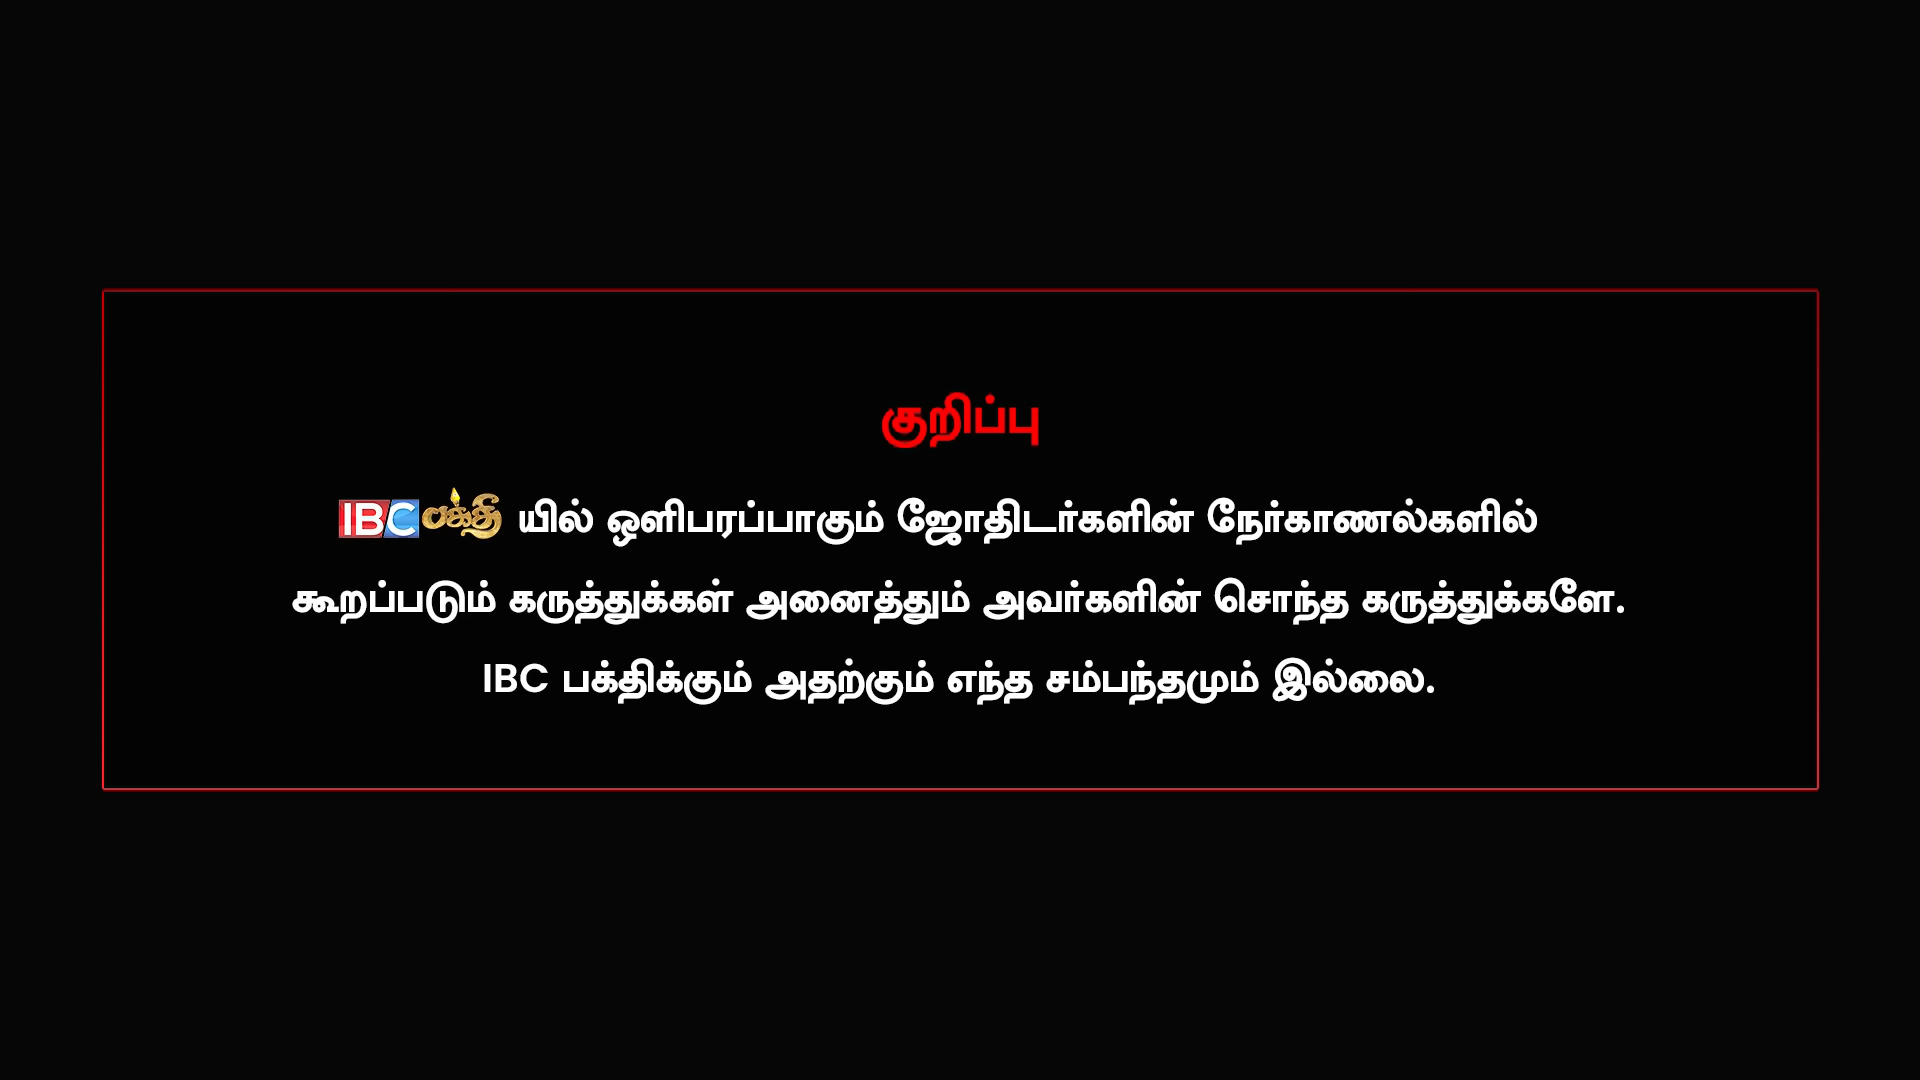 குறிப்பு
IBC பக்தி யில் ஒளிபரப்பாகும் ஜோதிடர்களின் நேர்காணல்களில்
கூறப்படும் கருத்துக்கள் அனைத்தும் அவர்களின் சொந்த கருத்துக்களே.
IBC பக்திக்கும் அதற்கும் எந்த சம்பந்தமும் இல்லை.